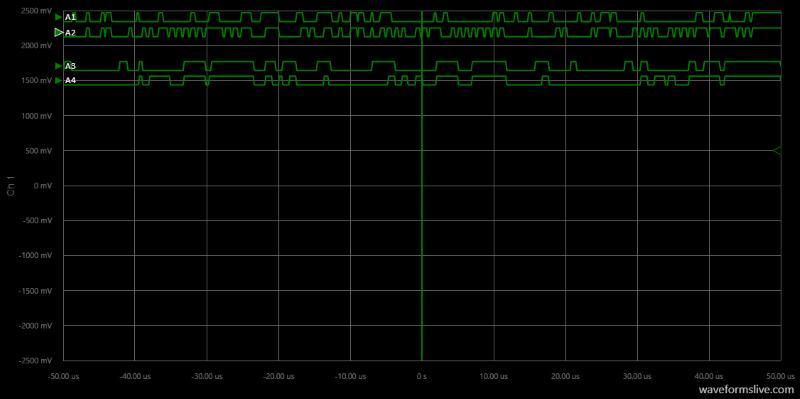 2500 mV
A1
A2
2000 mV
A3
1500 mV
A4
1000 mV
500 mV
Ch 1
0 mV
-500 mV
-1000 mV
-1500 mV
-2000 mV
-2500 mV
-50.00 us -40.00 us -30.00 us -20.00 us -10.00 us 0 s 10.00 us 20.00 us 30.00 us 40.00 us 50.00 us
waveformslive.com